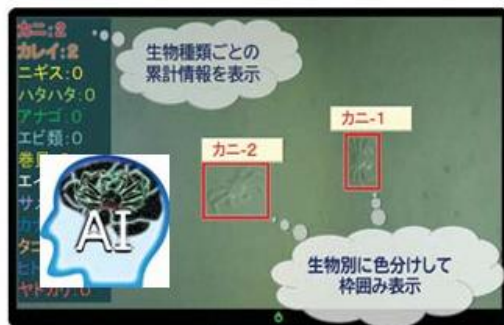 カニ:2
カレイ:2
ニギス:0
ハタハタ:0
アナゴ:0
エビ類:0
生物種類ごとの
累計情報を表示
カニ-1
カニ-2
AI
生物別に色分けして
枠囲み表示